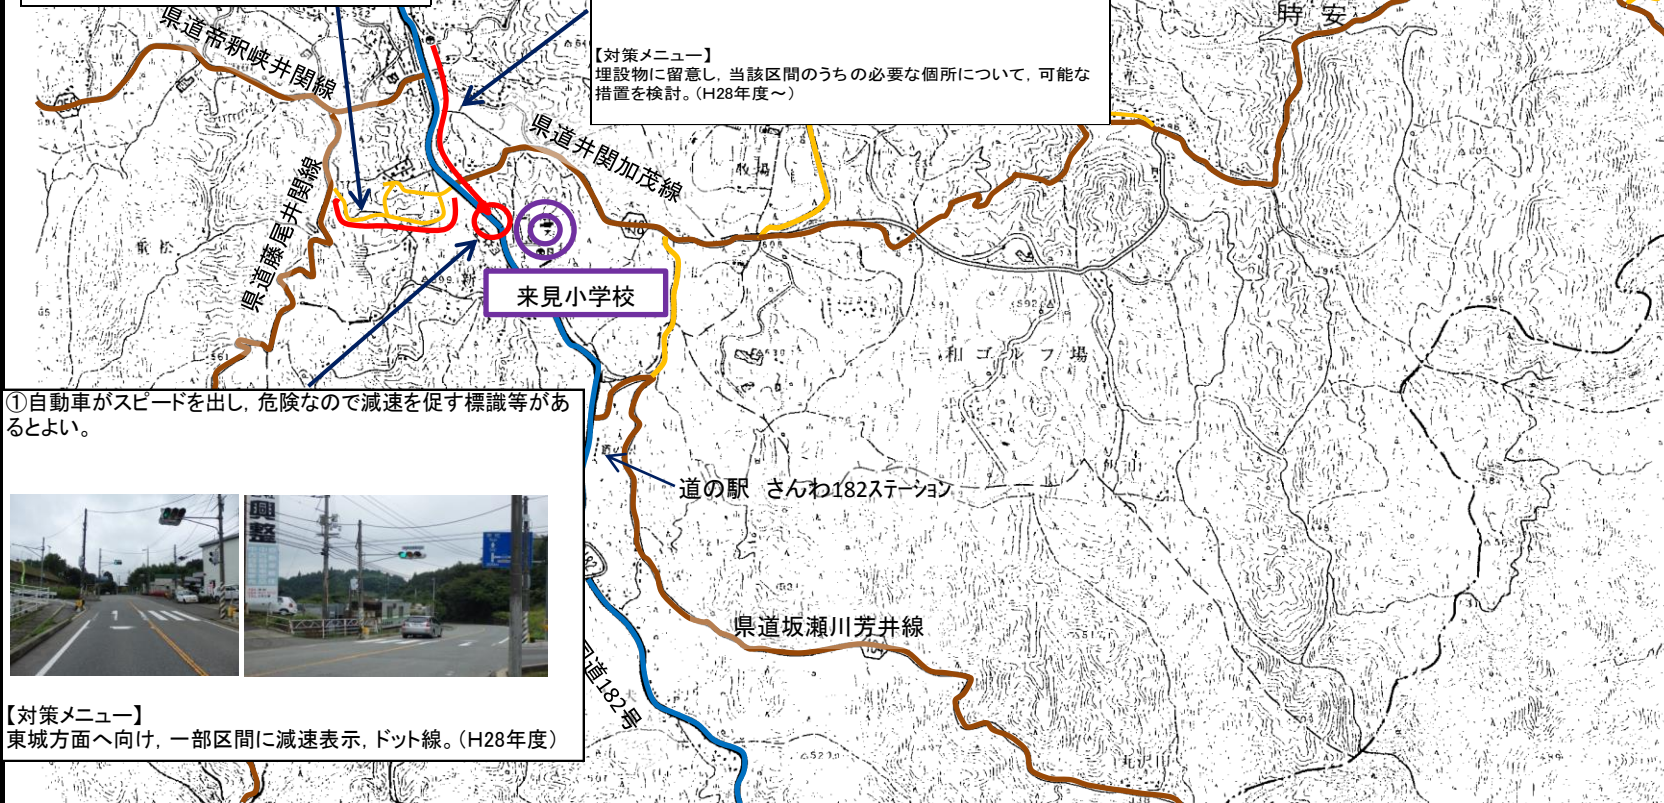 【対策メニュー】
埋設物に留意し，当該区間のうちの必要な個所について，可能な
措置を検討。（H28年度～）
時安
県道帝釈峡井関線
県道井関加茂線
牧場
県道藤尾井関線
重松
来見小学校
和ゴルフ場
①自動車がスピードを出し，危険なので減速を促す標識等があ
るとよい。
道の駅　さんわ182ステーション
182
県道坂瀬川芳井線
国道182号
【対策メニュー】
東城方面へ向け，一部区間に減速表示，ドット線。（H28年度）